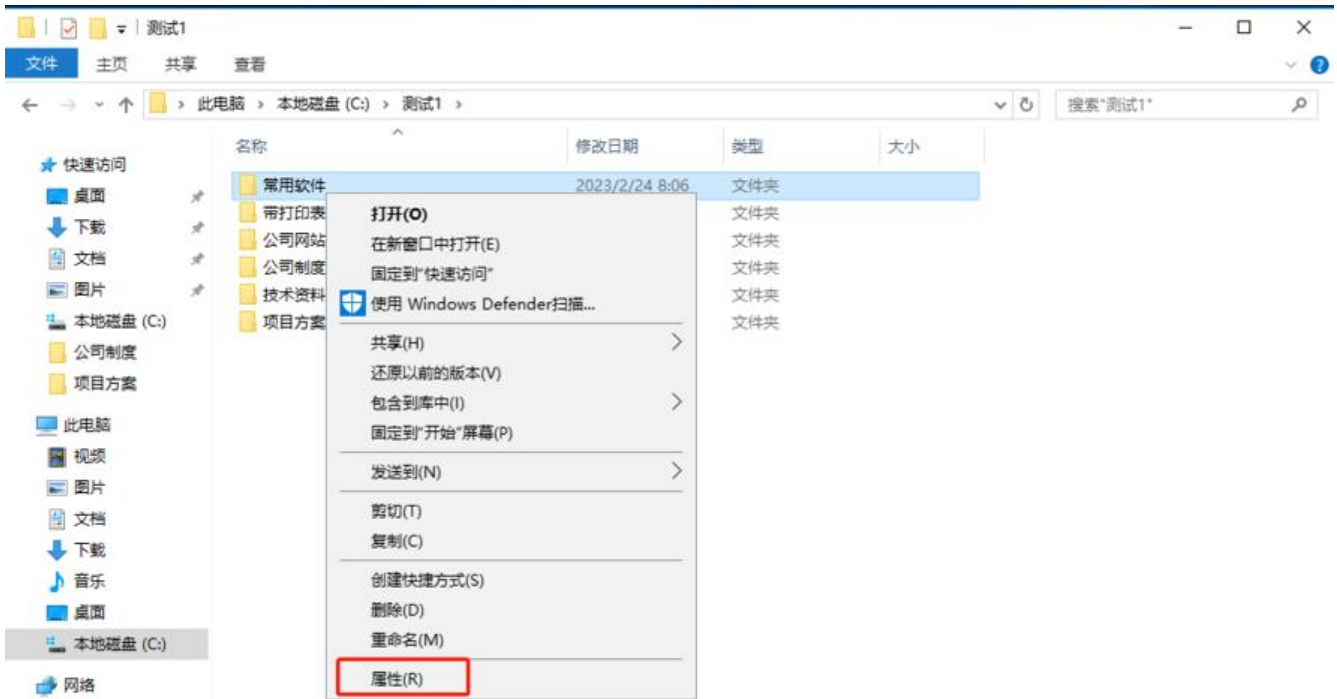 测试1
文件 主页 共享 查看
此电脑 本地磁盘 (C:) 测试1 搜索"测试1"
名称 修改日期 类型 大小
快速访问
桌面
下载
文档
图片
本地磁盘 (C:)
公司制度
项目方案
此电脑
视频
图片
文档
下载
音乐
桌面
本地磁盘 (C:)
网络
常用软件 2023/2/24 8:06 文件夹
带打印表 文件夹
公司网站 文件夹
公司制度 文件夹
技术资料 文件夹
项目方案 文件夹
打开(O)
在新窗口中打开(E)
固定到"快速访问"
使用 Windows Defender扫描...
共享(H)
还原以前的版本(V)
包含到库中(I)
固定到"开始"屏幕(P)
发送到(N)
剪切(T)
复制(C)
创建快捷方式(S)
删除(D)
重命名(M)
属性(R)